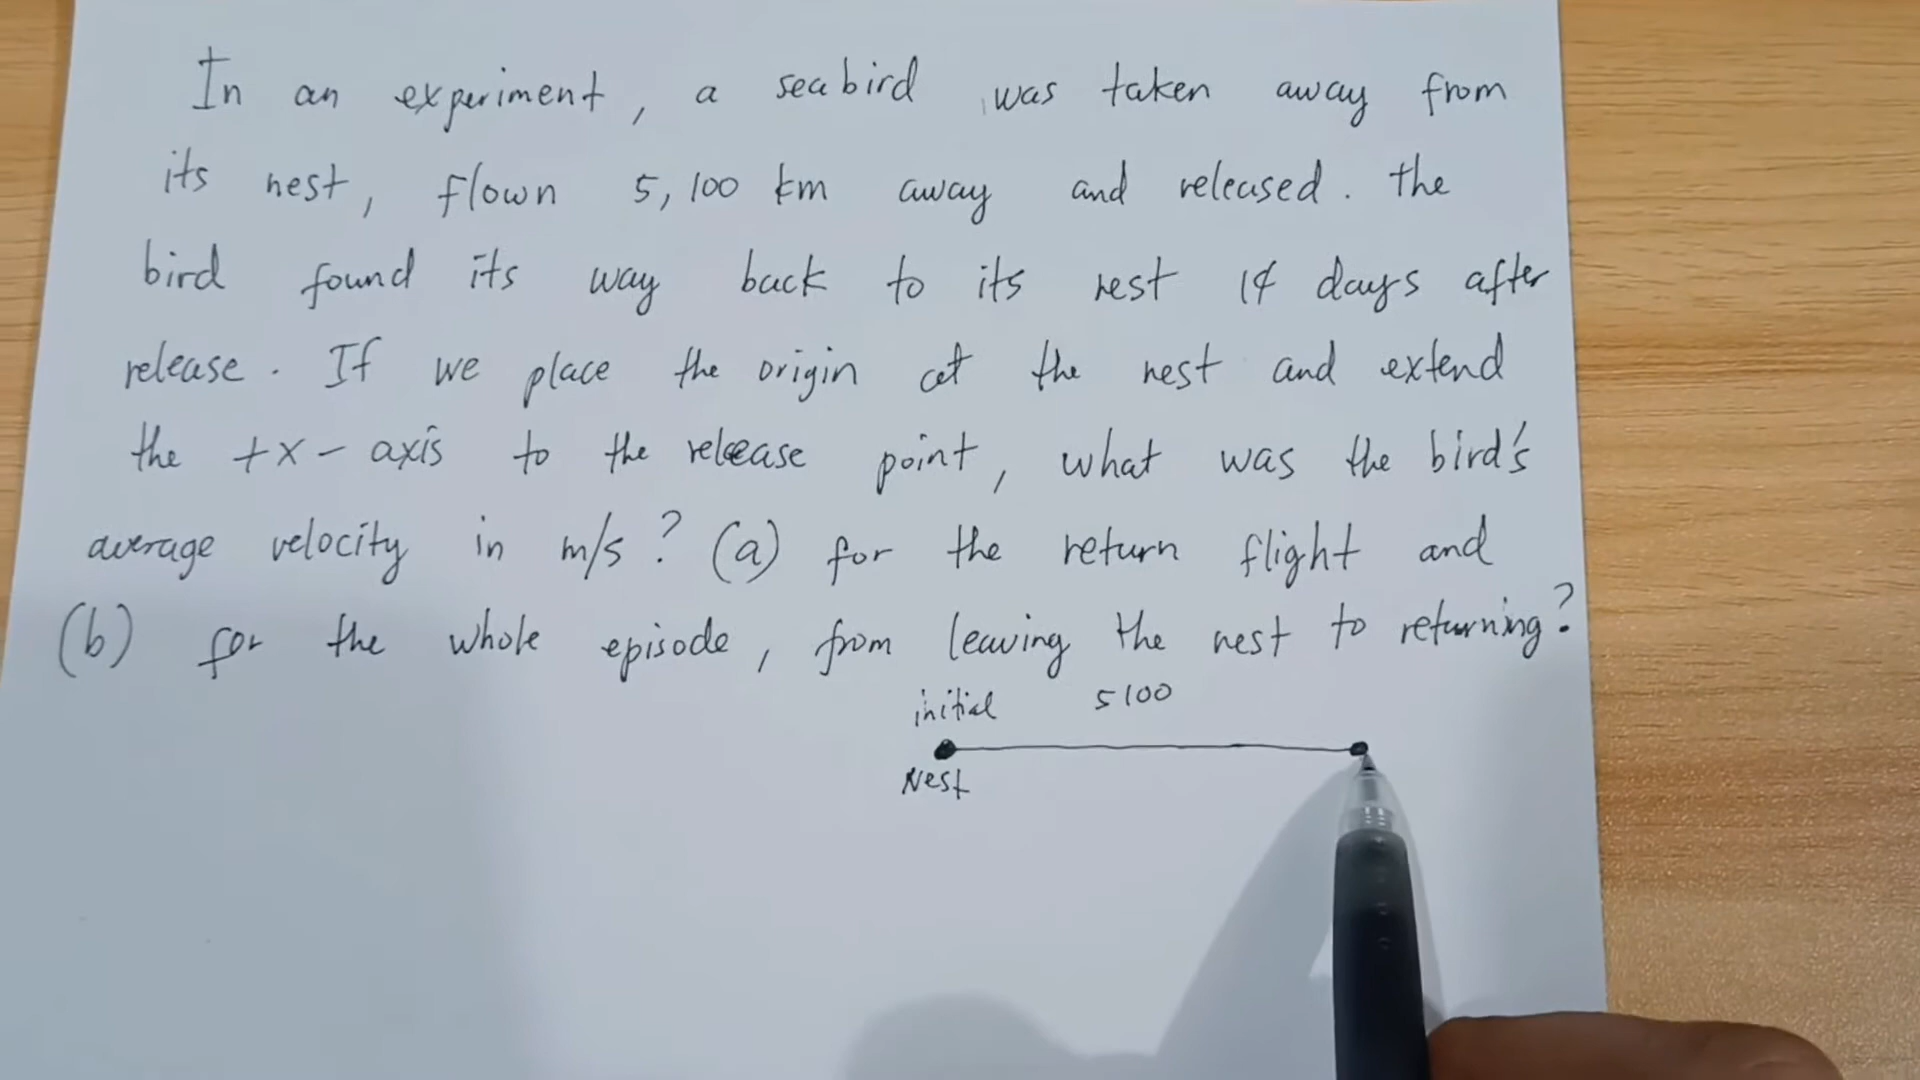 In an experiment, a seabird was taken away from
its nest, flown 5,100 km away and released. the
bird found its way back to its nest 14 days after
release. If we place the origin at the nest and extend
the +x-axis to the release point, what was the bird's
average velocity in m/s? (a) for the return flight and
(b) for the whole episode, from leaving the nest to returning?
initial 5100
Nest